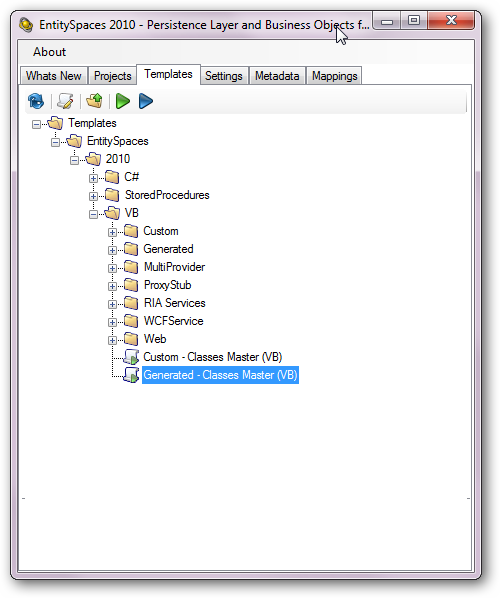 EntitySpaces 2010 - Persistence Layer and Business Objects f...
About
Whats New Projects Templates Settings Metadata Mappings
Templates
EntitySpaces
2010
C#
StoredProcedures
VB
Custom
Generated
MultiProvider
ProxyStub
RIA Services
WCFService
Web
Custom - Classes Master (VB)
Generated - Classes Master (VB)